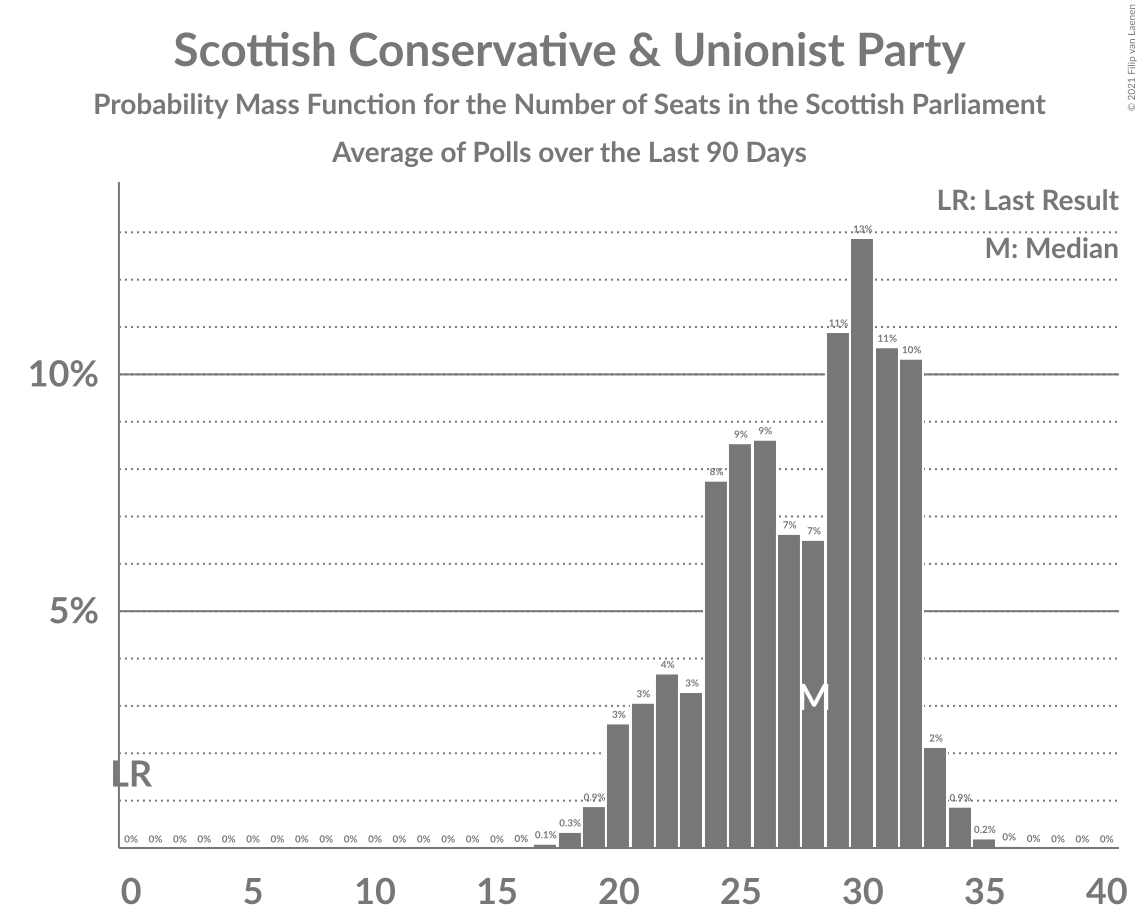 Scottish Conservative & Unionist Party
Probability Mass Function for the Number of Seats in the Scottish Parliament
Average of Polls over the Last 90 Days
© 2021 Filip van Laenen
LR: Last Result
M: Median
13%
11%
11%
10%
10%
9%
9%
8%
7%
7%
5%
4%
3%
M
3%
3%
2%
LR
0.9%
0.9%
0.3%
0.2%
0% 0% 0% 0% 0% 0% 0% 0% 0% 0% 0% 0% 0% 0% 0% 0% 0% 0.1% 0% 0% 0% 0% 0%
0 5 10 15 20 25 30 35 40